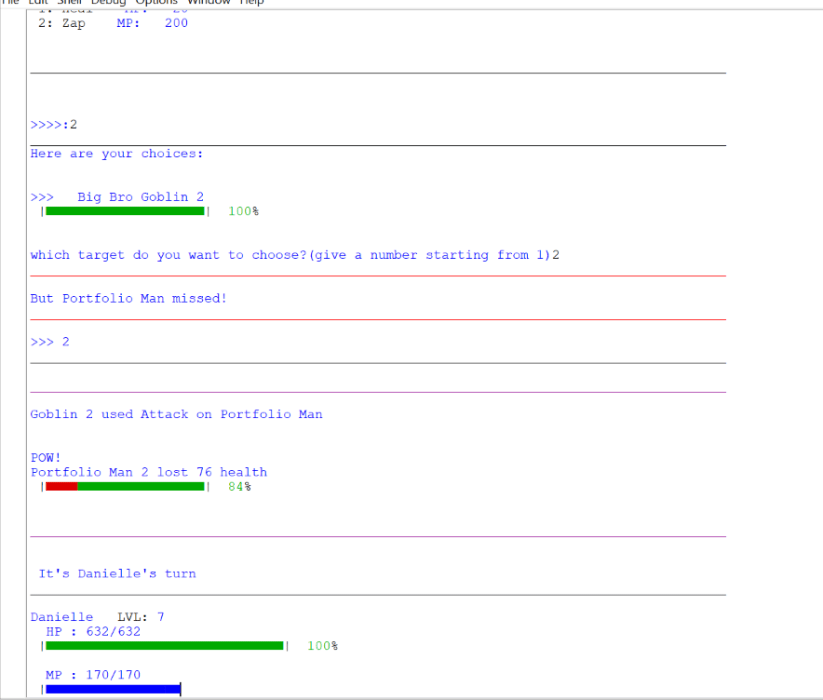 File Edit Shell Debug Options Window Help
2: Zap MP: 200
>>>>:2
Here are your choices:
>>> Big Bro Goblin 2
| | 100%
which target do you want to choose?(give a number starting from 1)2
But Portfolio Man missed!
>>> 2
Goblin 2 used Attack on Portfolio Man
POW!
Portfolio Man 2 lost 76 health
| | 84%
It's Danielle's turn
Danielle LVL: 7
HP : 632/632
| | 100%
MP : 170/170
|